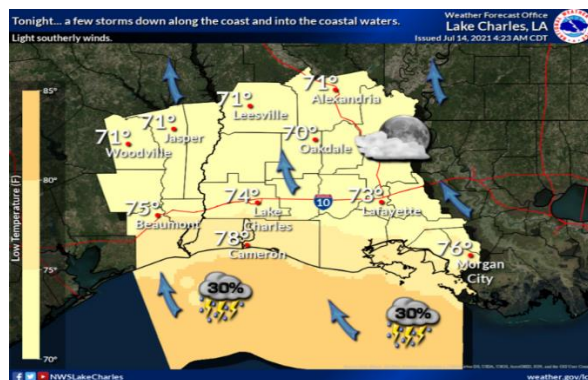 Tonight... a few storms down along the coast and into the coastal waters.
Weather Forecast Office
Lake Charles, LA
Issued Jul 14, 2021 4:23 AM CDT
Light southerly winds.
85°
80°
75°
70°
Low Temperature (F)
71°
Alexandria
71°
Leesville
71°
Jasper
71°
Woodville
70°
Oakdale
75°
Beaumont
74°
Lake
Charles
10
73°
Lafayette
78°
Cameron
76°
Morgan
City
30%
30%
NWSLakeCharles
weather.gov/lc